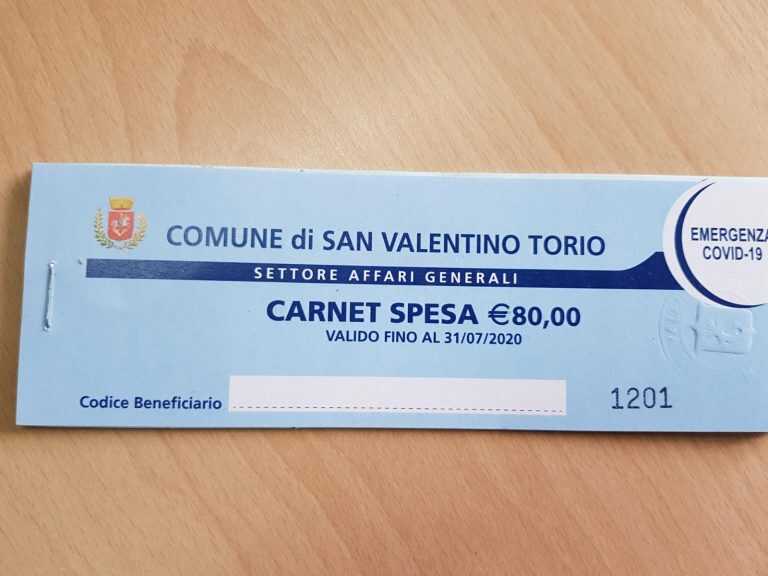 COMUNE di SAN VALENTINO TORIO
EMERGENZA
COVID-19
SETTORE AFFARI GENERALI
CARNET SPESA €80,00
VALIDO FINO AL 31/07/2020
Codice Beneficiario
1201